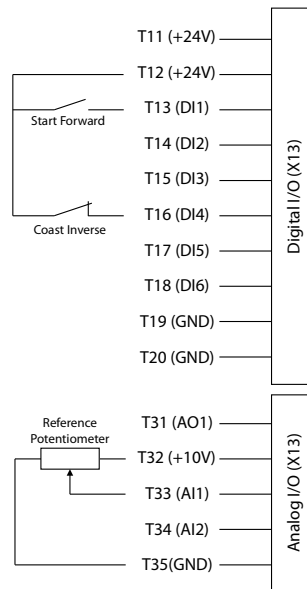 T11 (+24V)
T12 (+24V)
T13 (DI1)
Start Forward
T14 (DI2)
T15 (DI3)
T16 (DI4)
Coast Inverse
T17 (DI5)
T18 (DI6)
T19 (GND)
T20 (GND)
Digital I/O (X13)
Reference
Potentiometer
T31 (AO1)
T32 (+10V)
T33 (AI1)
T34 (AI2)
T35(GND)
Analog I/O (X13)